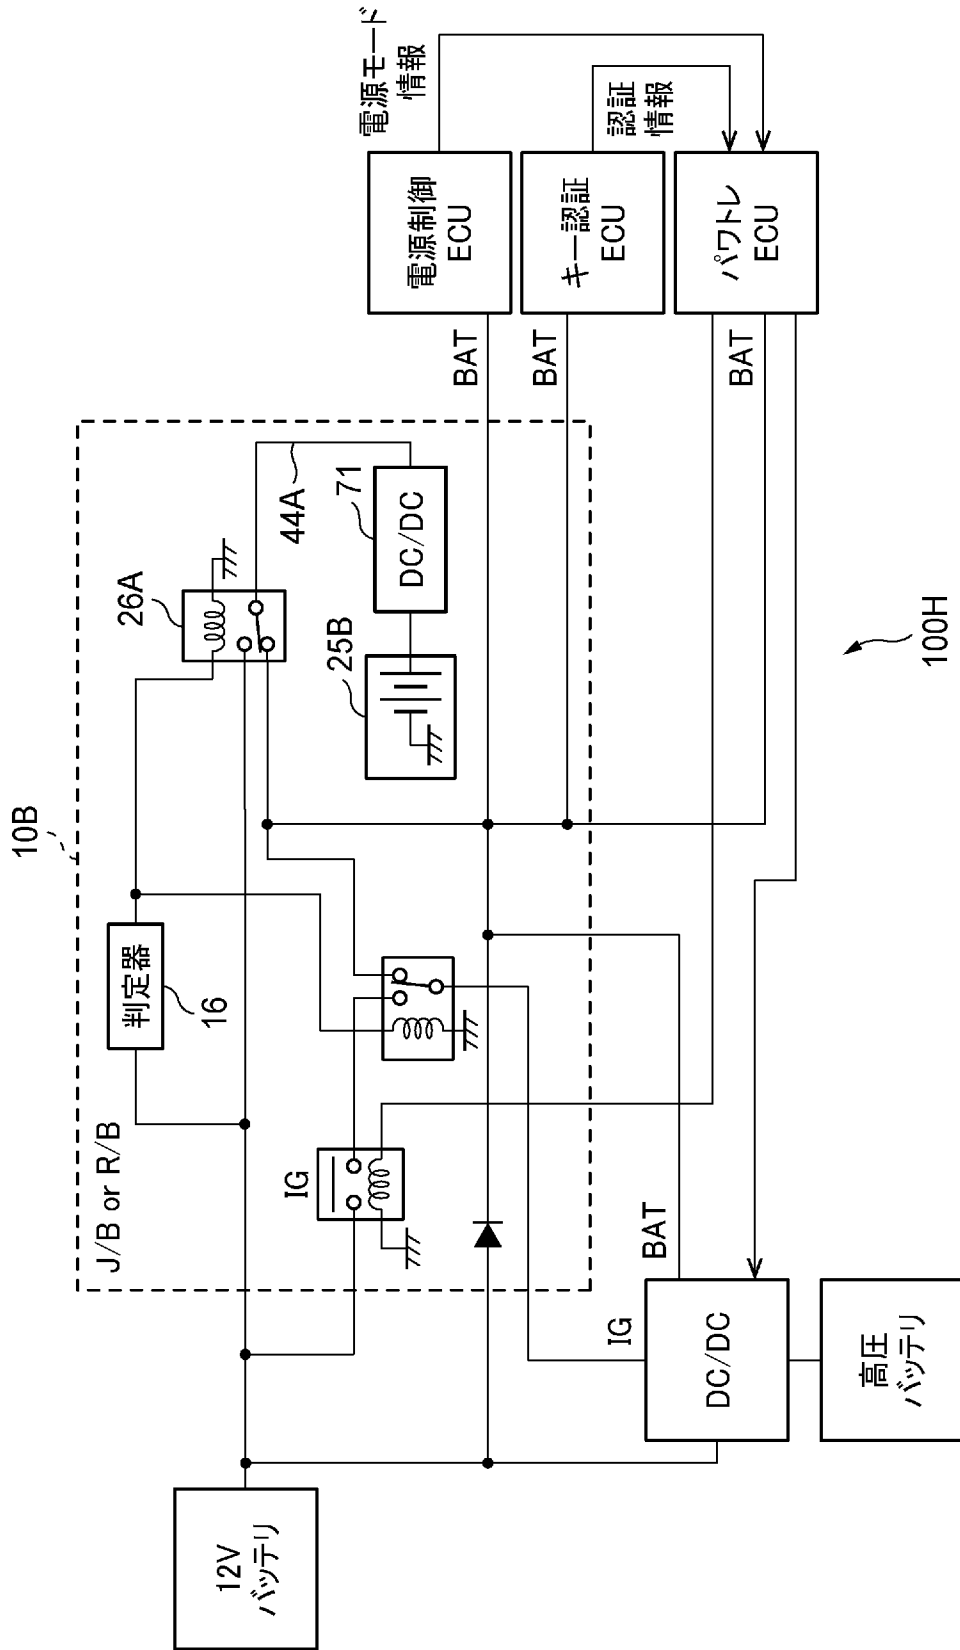 10B
J/B or R/B
判定器
16
26A
44A
71
DC/DC
25B
IG
12V
バッテリ
IG
BAT
DC/DC
高圧
バッテリ
BAT
BAT
BAT
電源制御
ECU
キー認証
ECU
パワトレ
ECU
電源モード
情報
認証
情報
100H